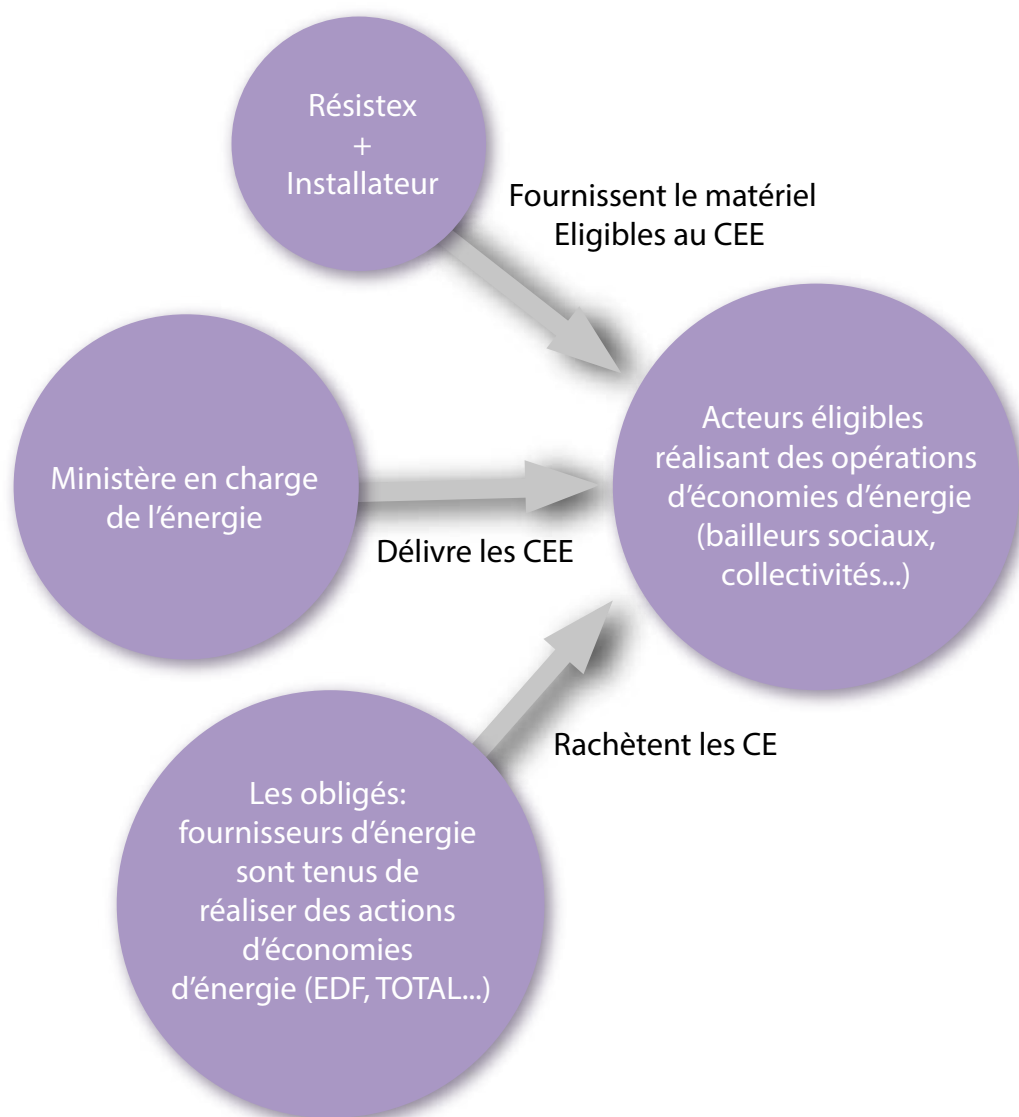 Résistex
+
Installateur
Fournissent le matériel
Eligibles au CEE
Ministère en charge
de l’énergie
Délivre les CEE
Acteurs éligibles
réalisant des opérations
d’économies d’énergie
(bailleurs sociaux,
collectivités...)
Rachètent les CE
Les obligés:
fournisseurs d’énergie
sont tenus de
réaliser des actions
d’économies
d’énergie (EDF, TOTAL...)